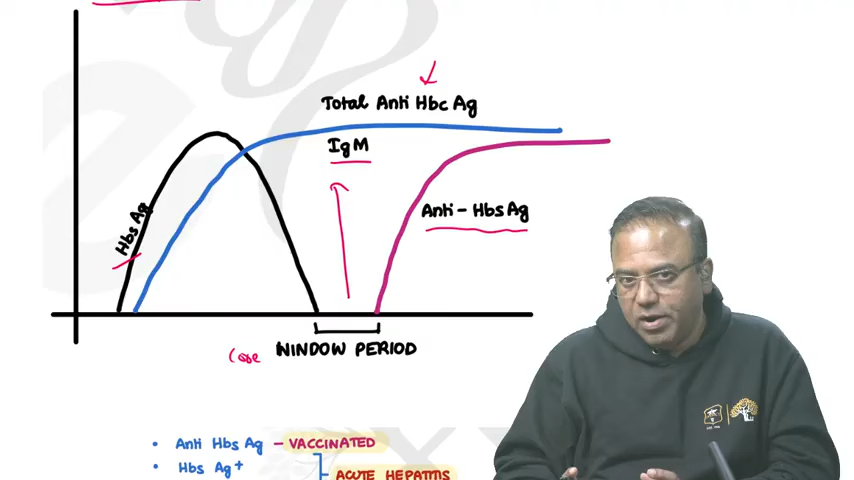 Total Anti Hbc Ag
IgM
Hbs Ag
Anti - Hbs Ag
Core WINDOW PERIOD
• Anti Hbs Ag - VACCINATED
• Hbs Ag+
ACUTE HEPATITIS